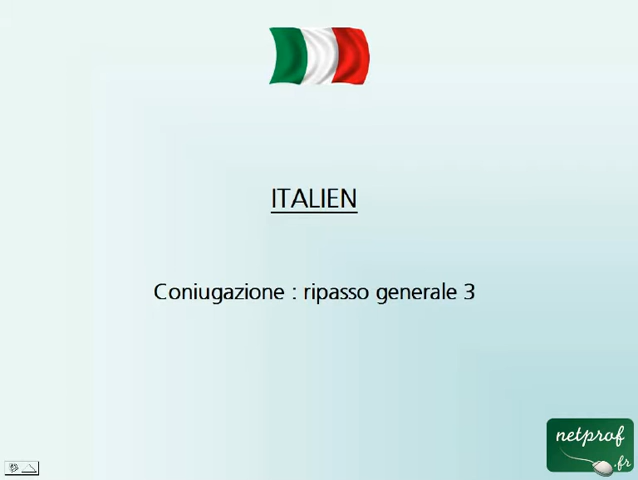 ITALIEN
Coniugazione : ripasso generale 3
netprof
.fr